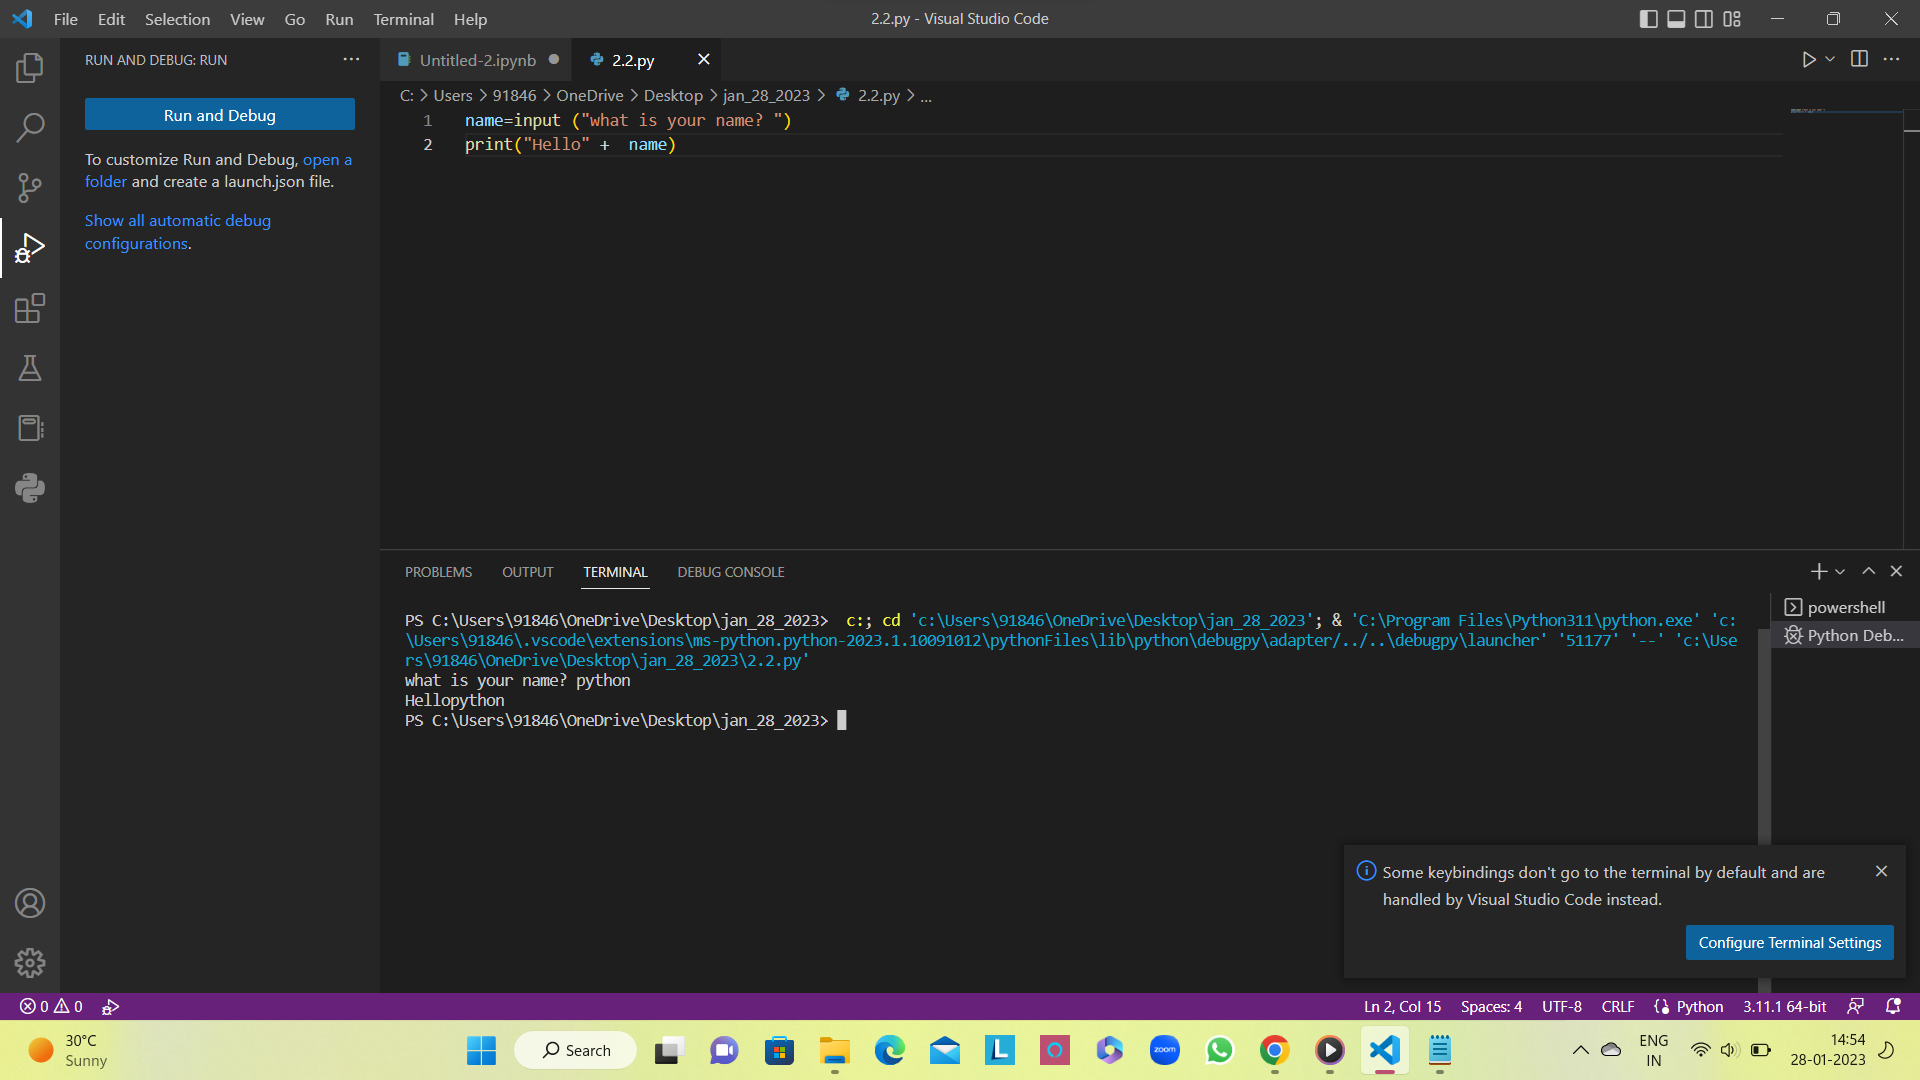 File Edit Selection View Go Run Terminal Help
2.2.py - Visual Studio Code
RUN AND DEBUG: RUN
Run and Debug
To customize Run and Debug, open a
folder and create a launch.json file.
Show all automatic debug
configurations.
Untitled-2.ipynb
2.2.py
C: > Users > 91846 > OneDrive > Desktop > jan_28_2023 > 2.2.py > ...
1 name=input ("what is your name? ")
2 print("Hello" +  name)
PROBLEMS OUTPUT TERMINAL DEBUG CONSOLE
PS C:\Users\91846\OneDrive\Desktop\jan_28_2023>  c:; cd 'c:\Users\91846\OneDrive\Desktop\jan_28_2023'; & 'C:\Program Files\Python311\python.exe' 'c:
\Users\91846\.vscode\extensions\ms-python.python-2023.1.10091012\pythonFiles\lib\python\debugpy\adapter/../..\debugpy\launcher' '51177' '--' 'c:\Use
rs\91846\OneDrive\Desktop\jan_28_2023\2.2.py'
what is your name? python
Hellopython
PS C:\Users\91846\OneDrive\Desktop\jan_28_2023>
powershell
Python Deb...
Some keybindings don't go to the terminal by default and are
handled by Visual Studio Code instead.
Configure Terminal Settings
0 0
Ln 2, Col 15 Spaces: 4 UTF-8 CRLF Python 3.11.1 64-bit
30°C
Sunny
Search
zoom
ENG
IN
14:54
28-01-2023